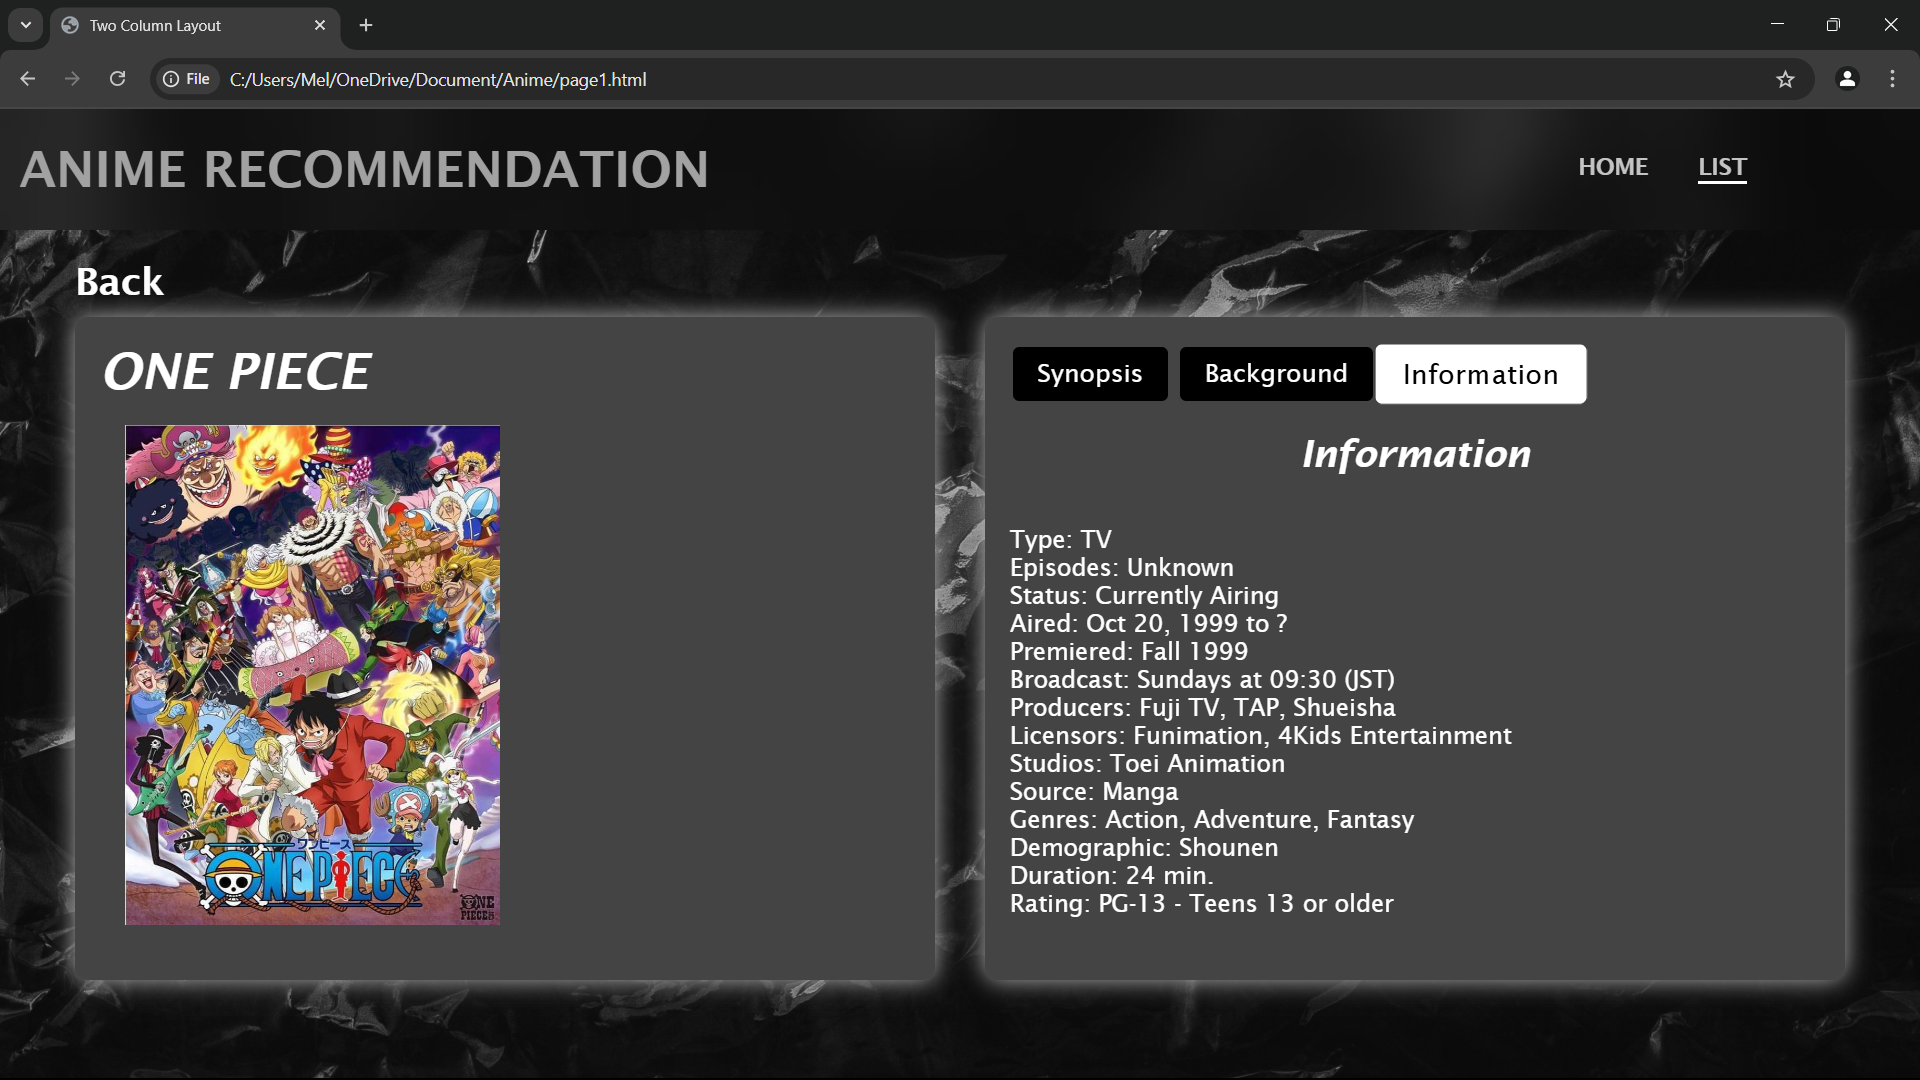 Two Column Layout
File
C:/Users/Mel/OneDrive/Document/Anime/page1.html
ANIME RECOMMENDATION
HOME
LIST
Back
ONE PIECE
ワンピース
ONE PIECE
ONE
PIECE
Synopsis
Background
Information
Information
Type: TV
Episodes: Unknown
Status: Currently Airing
Aired: Oct 20, 1999 to ?
Premiered: Fall 1999
Broadcast: Sundays at 09:30 (JST)
Producers: Fuji TV, TAP, Shueisha
Licensors: Funimation, 4Kids Entertainment
Studios: Toei Animation
Source: Manga
Genres: Action, Adventure, Fantasy
Demographic: Shounen
Duration: 24 min.
Rating: PG-13 - Teens 13 or older